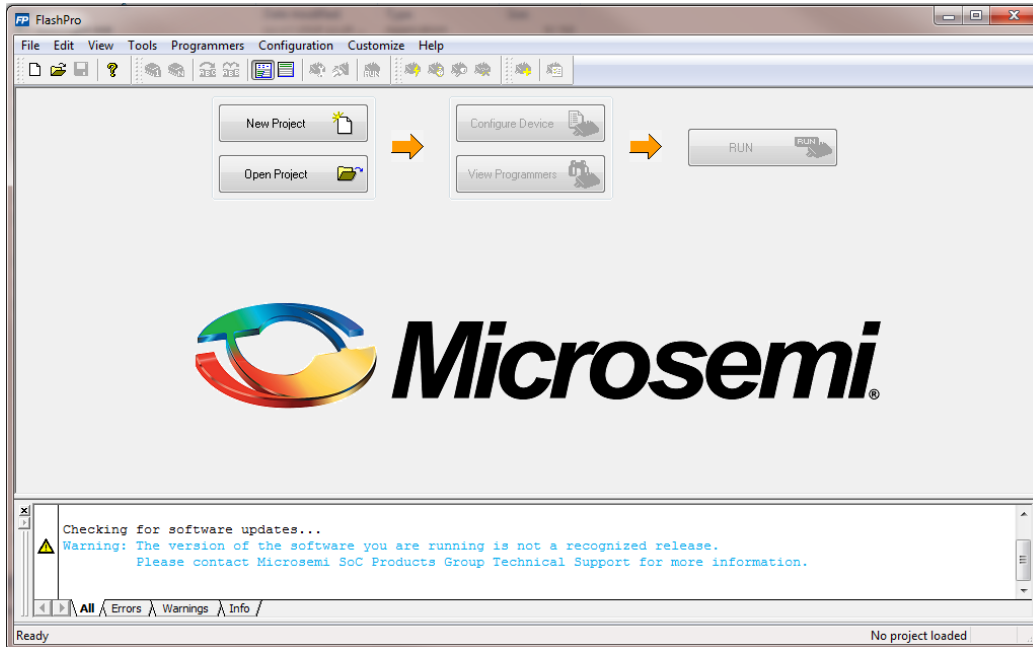 FP FlashPro
File Edit View Tools Programmers Configuration Customize Help
New Project
Configure Device
RUN RUN
Open Project
View Programmers
Microsemi®
Checking for software updates...
Warning: The version of the software you are running is not a recognized release.
Please contact Microsemi SoC Products Group Technical Support for more information.
All Errors Warnings Info
Ready No project loaded